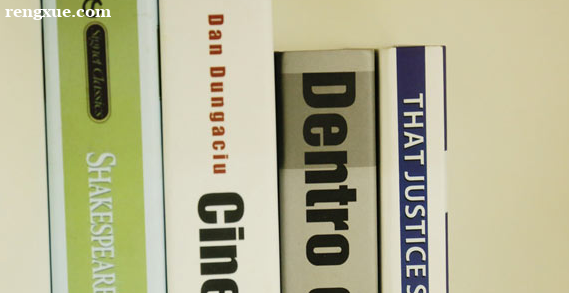 rengxue.com
Signet Classics
SHAKESPEARE
Dan Dungaciu
Cine
Dentro
THAT JUSTICE S